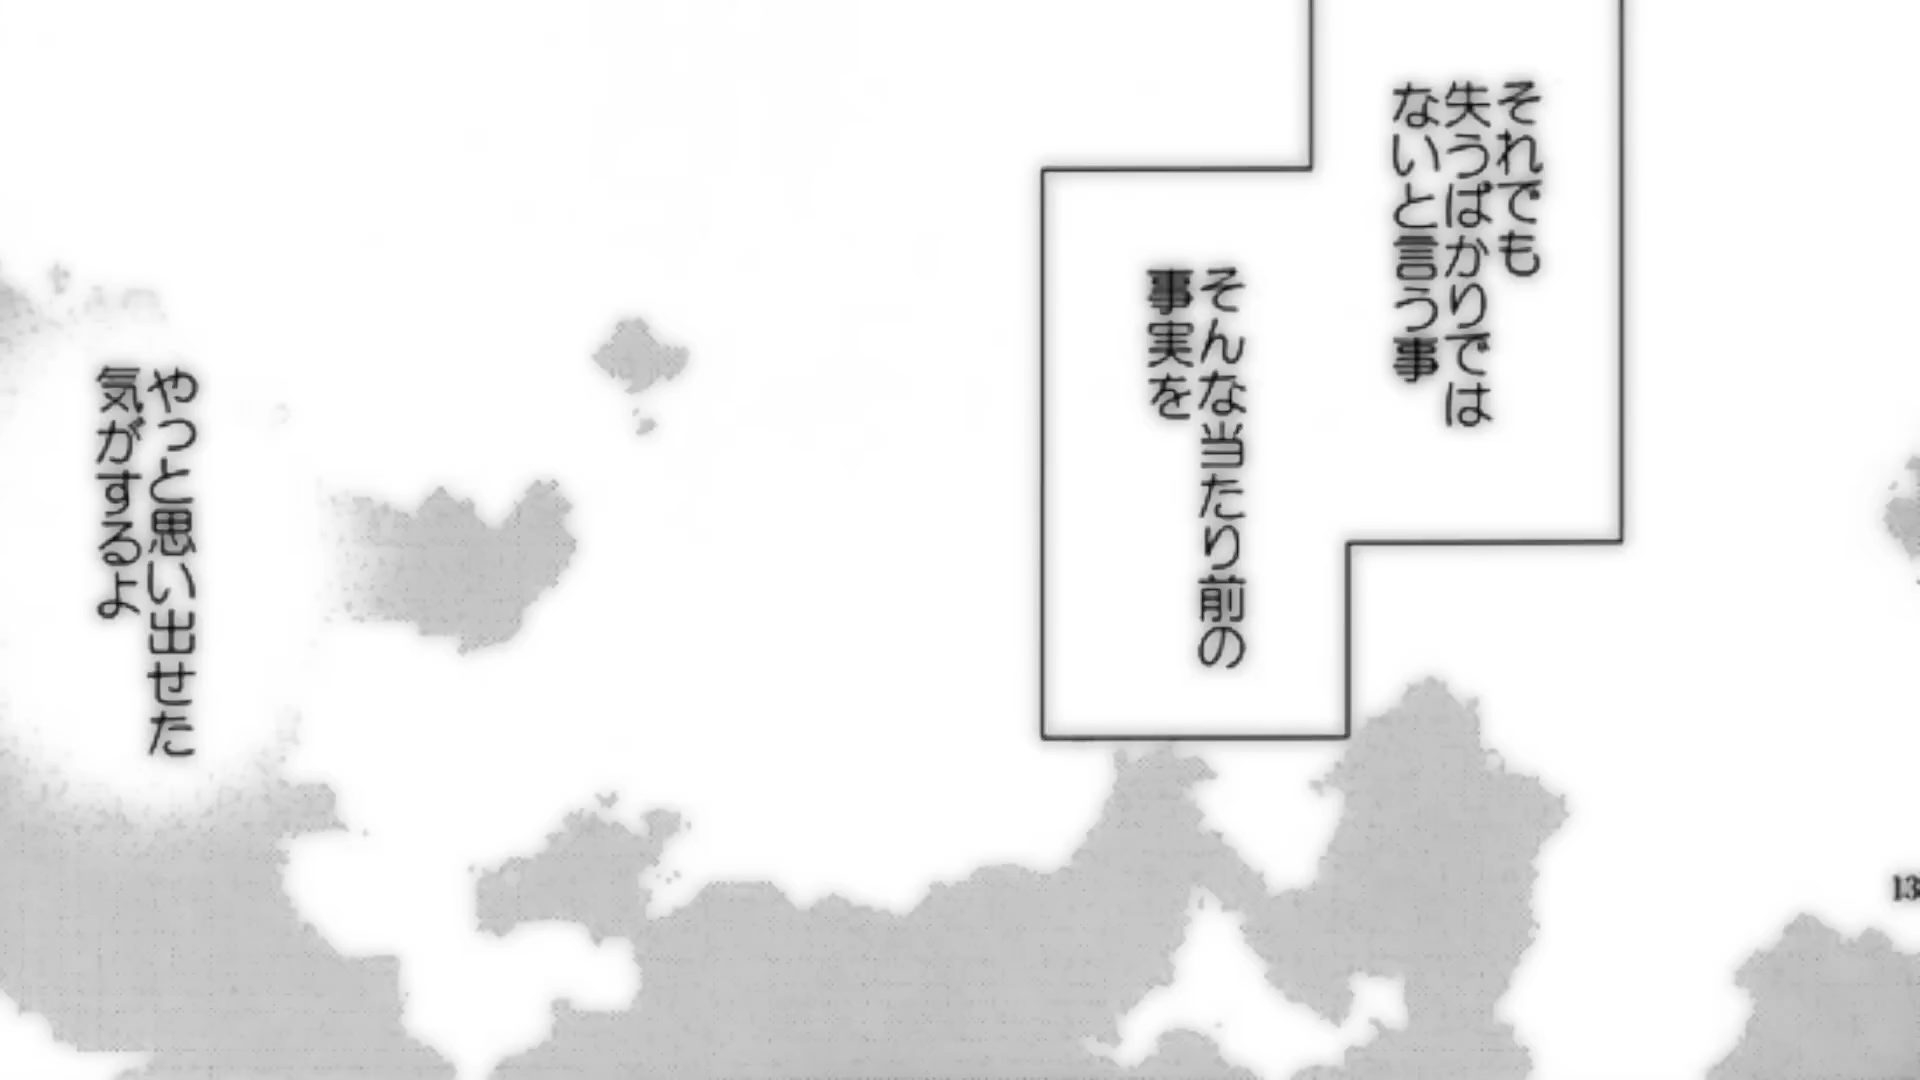 それでも
失うばかりでは
ないと言う事
そんな当たり前の
事実を
やっと思い出せた
気がするよ
13